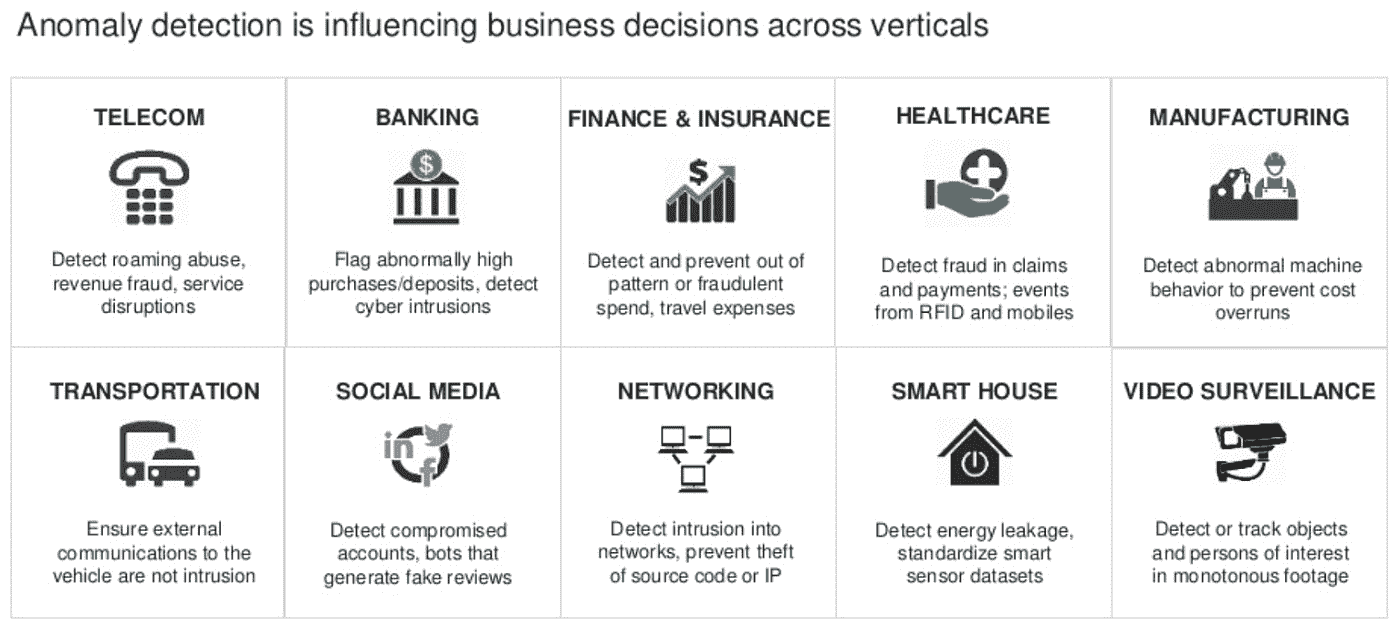 Anomaly detection is influencing business decisions across verticals
TELECOM
Detect roaming abuse,
revenue fraud, service
disruptions
BANKING
$
Flag abnormally high
purchases/deposits, detect
cyber intrusions
FINANCE & INSURANCE
$
Detect and prevent out of
pattern or fraudulent
spend, travel expenses
HEALTHCARE
Detect fraud in claims
and payments; events
from RFID and mobiles
MANUFACTURING
Detect abnormal machine
behavior to prevent cost
overruns
TRANSPORTATION
Ensure external
communications to the
vehicle are not intrusion
SOCIAL MEDIA
in
f
Detect compromised
accounts, bots that
generate fake reviews
NETWORKING
Detect intrusion into
networks, prevent theft
of source code or IP
SMART HOUSE
Detect energy leakage,
standardize smart
sensor datasets
VIDEO SURVEILLANCE
Detect or track objects
and persons of interest
in monotonous footage